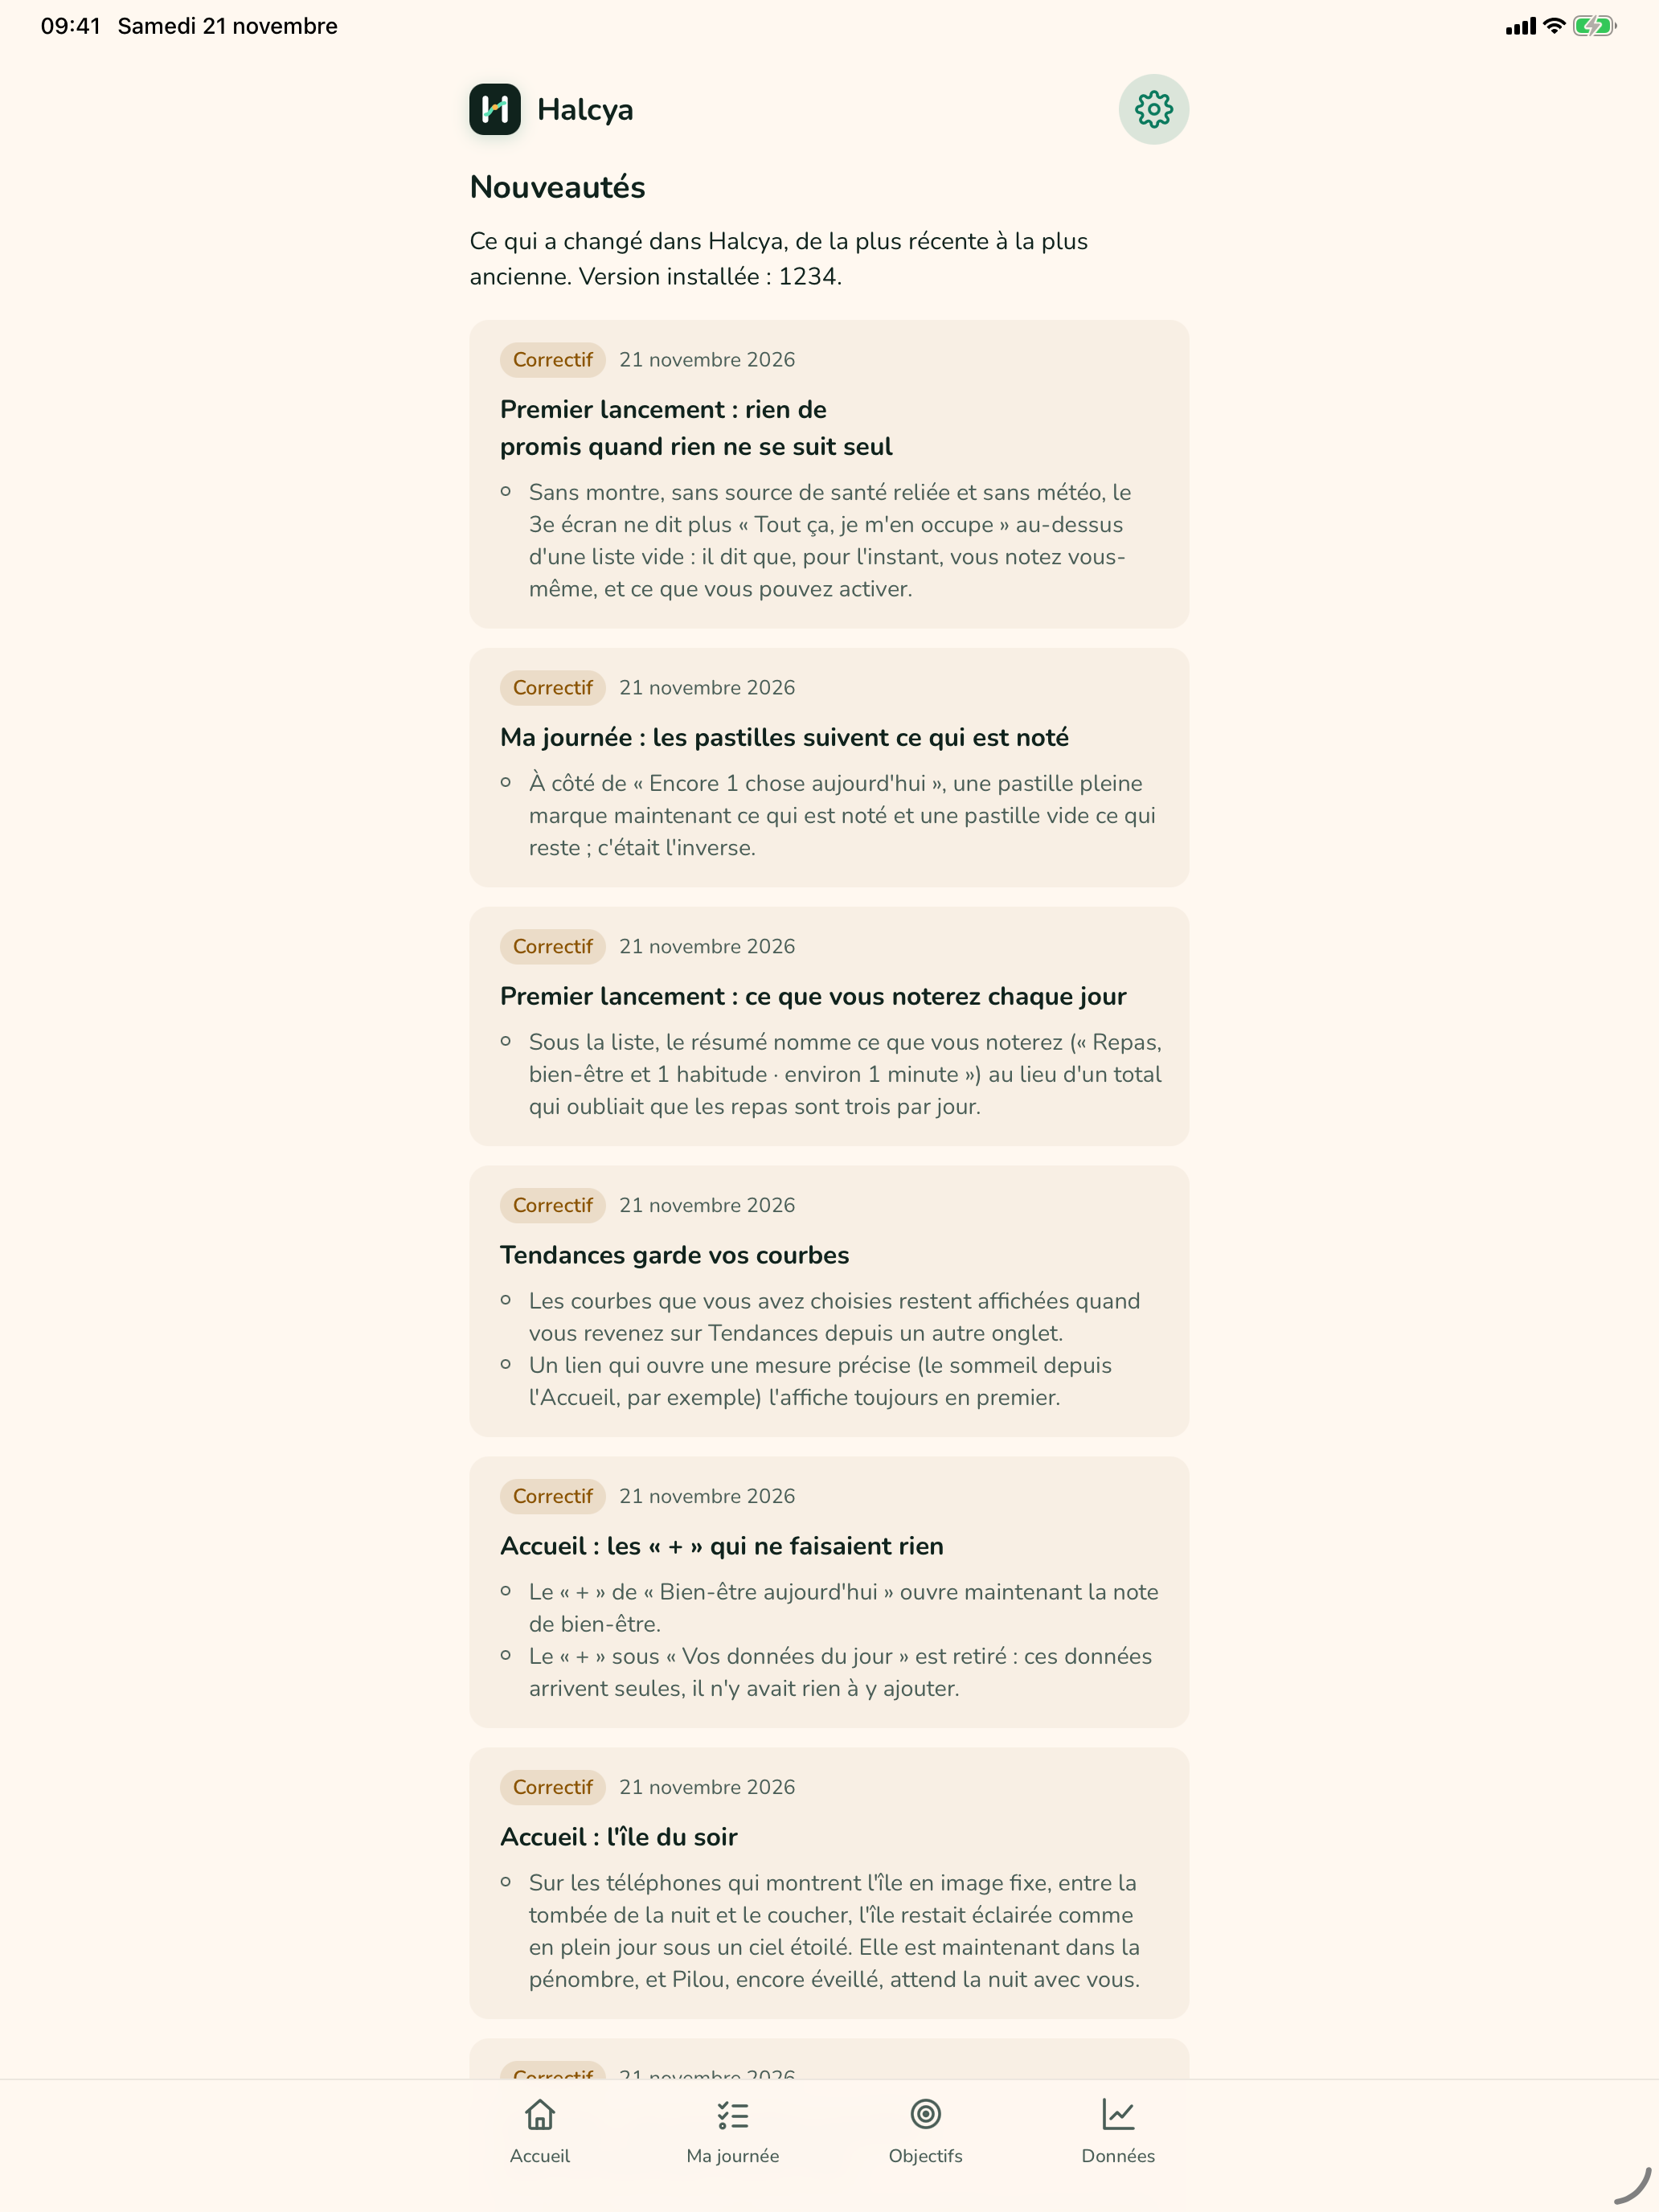 09:41 Samedi 21 novembre
Halcya
Nouveautés
Ce qui a changé dans Halcya, de la plus récente à la plus
ancienne. Version installée : 1234.
Correctif 21 novembre 2026
Premier lancement : rien de
promis quand rien ne se suit seul
Sans montre, sans source de santé reliée et sans météo, le
3e écran ne dit plus « Tout ça, je m'en occupe » au-dessus
d'une liste vide : il dit que, pour l'instant, vous notez vous-
même, et ce que vous pouvez activer.
Correctif 21 novembre 2026
Ma journée : les pastilles suivent ce qui est noté
À côté de « Encore 1 chose aujourd'hui », une pastille pleine
marque maintenant ce qui est noté et une pastille vide ce qui
reste ; c'était l'inverse.
Correctif 21 novembre 2026
Premier lancement : ce que vous noterez chaque jour
Sous la liste, le résumé nomme ce que vous noterez (« Repas,
bien-être et 1 habitude · environ 1 minute ») au lieu d'un total
qui oubliait que les repas sont trois par jour.
Correctif 21 novembre 2026
Tendances garde vos courbes
Les courbes que vous avez choisies restent affichées quand
vous revenez sur Tendances depuis un autre onglet.
Un lien qui ouvre une mesure précise (le sommeil depuis
l'Accueil, par exemple) l'affiche toujours en premier.
Correctif 21 novembre 2026
Accueil : les « + » qui ne faisaient rien
Le « + » de « Bien-être aujourd'hui » ouvre maintenant la note
de bien-être.
Le « + » sous « Vos données du jour » est retiré : ces données
arrivent seules, il n'y avait rien à y ajouter.
Correctif 21 novembre 2026
Accueil : l'île du soir
Sur les téléphones qui montrent l'île en image fixe, entre la
tombée de la nuit et le coucher, l'île restait éclairée comme
en plein jour sous un ciel étoilé. Elle est maintenant dans la
pénombre, et Pilou, encore éveillé, attend la nuit avec vous.
Correctif 21 novembre 2026
Accueil Ma journée Objectifs Données